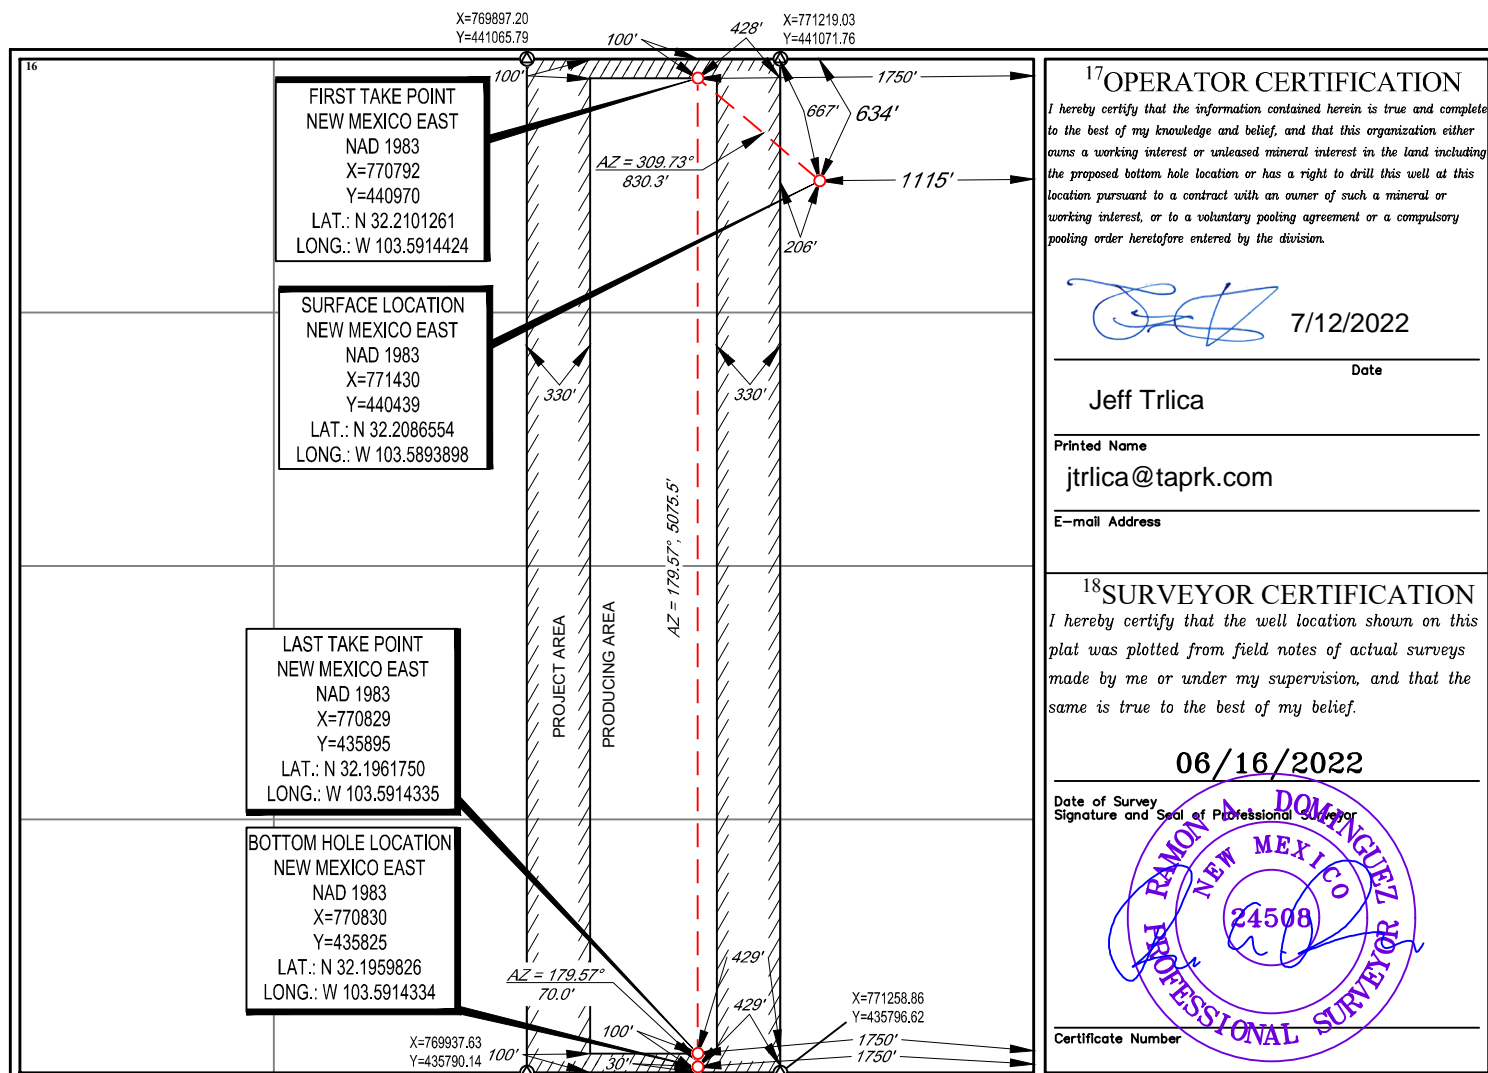 X=769897.20
Y=441065.79
X=771219.03
Y=441071.76
16
100'
428'
100'
1750'
667'
634'
AZ = 309.73°
830.3'
1115'
206'
FIRST TAKE POINT
NEW MEXICO EAST
NAD 1983
X=770792
Y=440970
LAT.: N 32.2101261
LONG.: W 103.5914424
SURFACE LOCATION
NEW MEXICO EAST
NAD 1983
X=771430
Y=440439
LAT.: N 32.2086554
LONG.: W 103.5893898
330'
330'
AZ = 179.57°, 5075.5'
PROJECT AREA
PRODUCING AREA
LAST TAKE POINT
NEW MEXICO EAST
NAD 1983
X=770829
Y=435895
LAT.: N 32.1961750
LONG.: W 103.5914335
BOTTOM HOLE LOCATION
NEW MEXICO EAST
NAD 1983
X=770830
Y=435825
LAT.: N 32.1959826
LONG.: W 103.5914334
AZ = 179.57°
70.0'
429'
429'
X=771258.86
Y=435796.62
X=769937.63
Y=435790.14
100'
100'
30'
1750'
1750'
17 OPERATOR CERTIFICATION
I hereby certify that the information contained herein is true and complete
to the best of my knowledge and belief, and that this organization either
owns a working interest or unleased mineral interest in the land including
the proposed bottom hole location or has a right to drill this well at this
location pursuant to a contract with an owner of such a mineral or
working interest, or to a voluntary pooling agreement or a compulsory
pooling order heretofore entered by the division.
7/12/2022
Date
Jeff Trlica
Printed Name
jtrlica@taprk.com
E-mail Address
18 SURVEYOR CERTIFICATION
I hereby certify that the well location shown on this
plat was plotted from field notes of actual surveys
made by me or under my supervision, and that the
same is true to the best of my belief.
06/16/2022
Date of Survey
Signature and Seal of Professional Surveyor
RAMON A. DOMINGUEZ
NEW MEXICO
24508
PROFESSIONAL SURVEYOR
Certificate Number